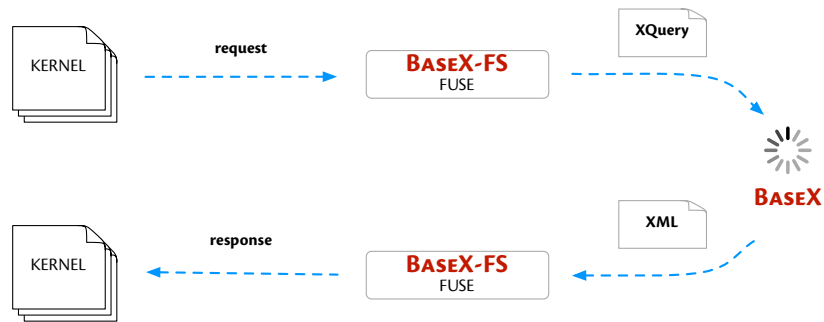 XQuery
request
KERNEL
BASEX-FS
FUSE
BASEX
XML
response
KERNEL
BASEX-FS
FUSE